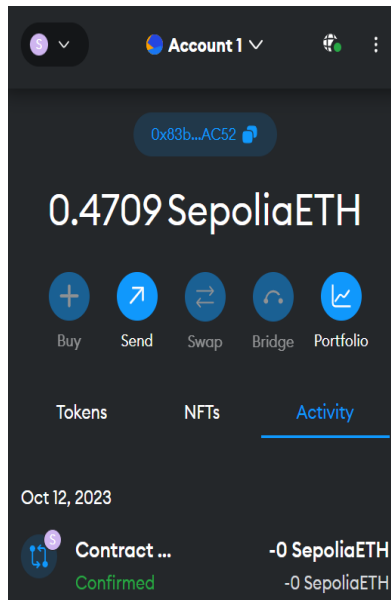 S Account 1
0x83b...AC52
0.4709 SepoliaETH
Buy Send Swap Bridge Portfolio
Tokens NFTs Activity
Oct 12, 2023
S
Contract ... -0 SepoliaETH
Confirmed -0 SepoliaETH